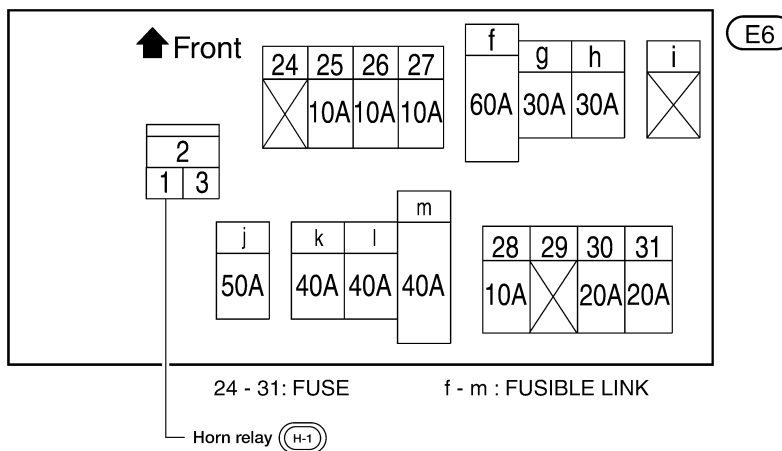 E6
Front
24 25 26 27
10A 10A 10A
f g h i
60A 30A 30A
2
1 3
j k l m
50A 40A 40A 40A
28 29 30 31
10A 20A 20A
24 - 31: FUSE
f - m : FUSIBLE LINK
Horn relay H-1